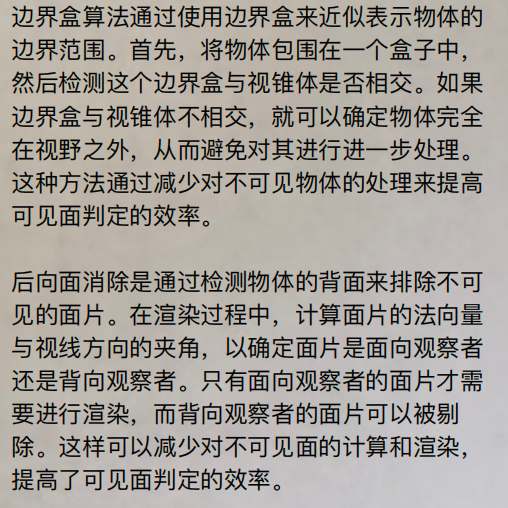 边界盒算法通过使用边界盒来近似表示物体的
边界范围。首先，将物体包围在一个盒子中，
然后检测这个边界盒与视锥体是否相交。如果
边界盒与视锥体不相交，就可以确定物体完全
在视野之外，从而避免对其进行进一步处理。
这种方法通过减少对不可见物体的处理来提高
可见面判定的效率。
后向面消除是通过检测物体的背面来排除不可
见的面片。在渲染过程中，计算面片的法向量
与视线方向的夹角，以确定面片是面向观察者
还是背向观察者。只有面向观察者的面片才需
要进行渲染，而背向观察者的面片可以被剔
除。这样可以减少对不可见面的计算和渲染，
提高了可见面判定的效率。